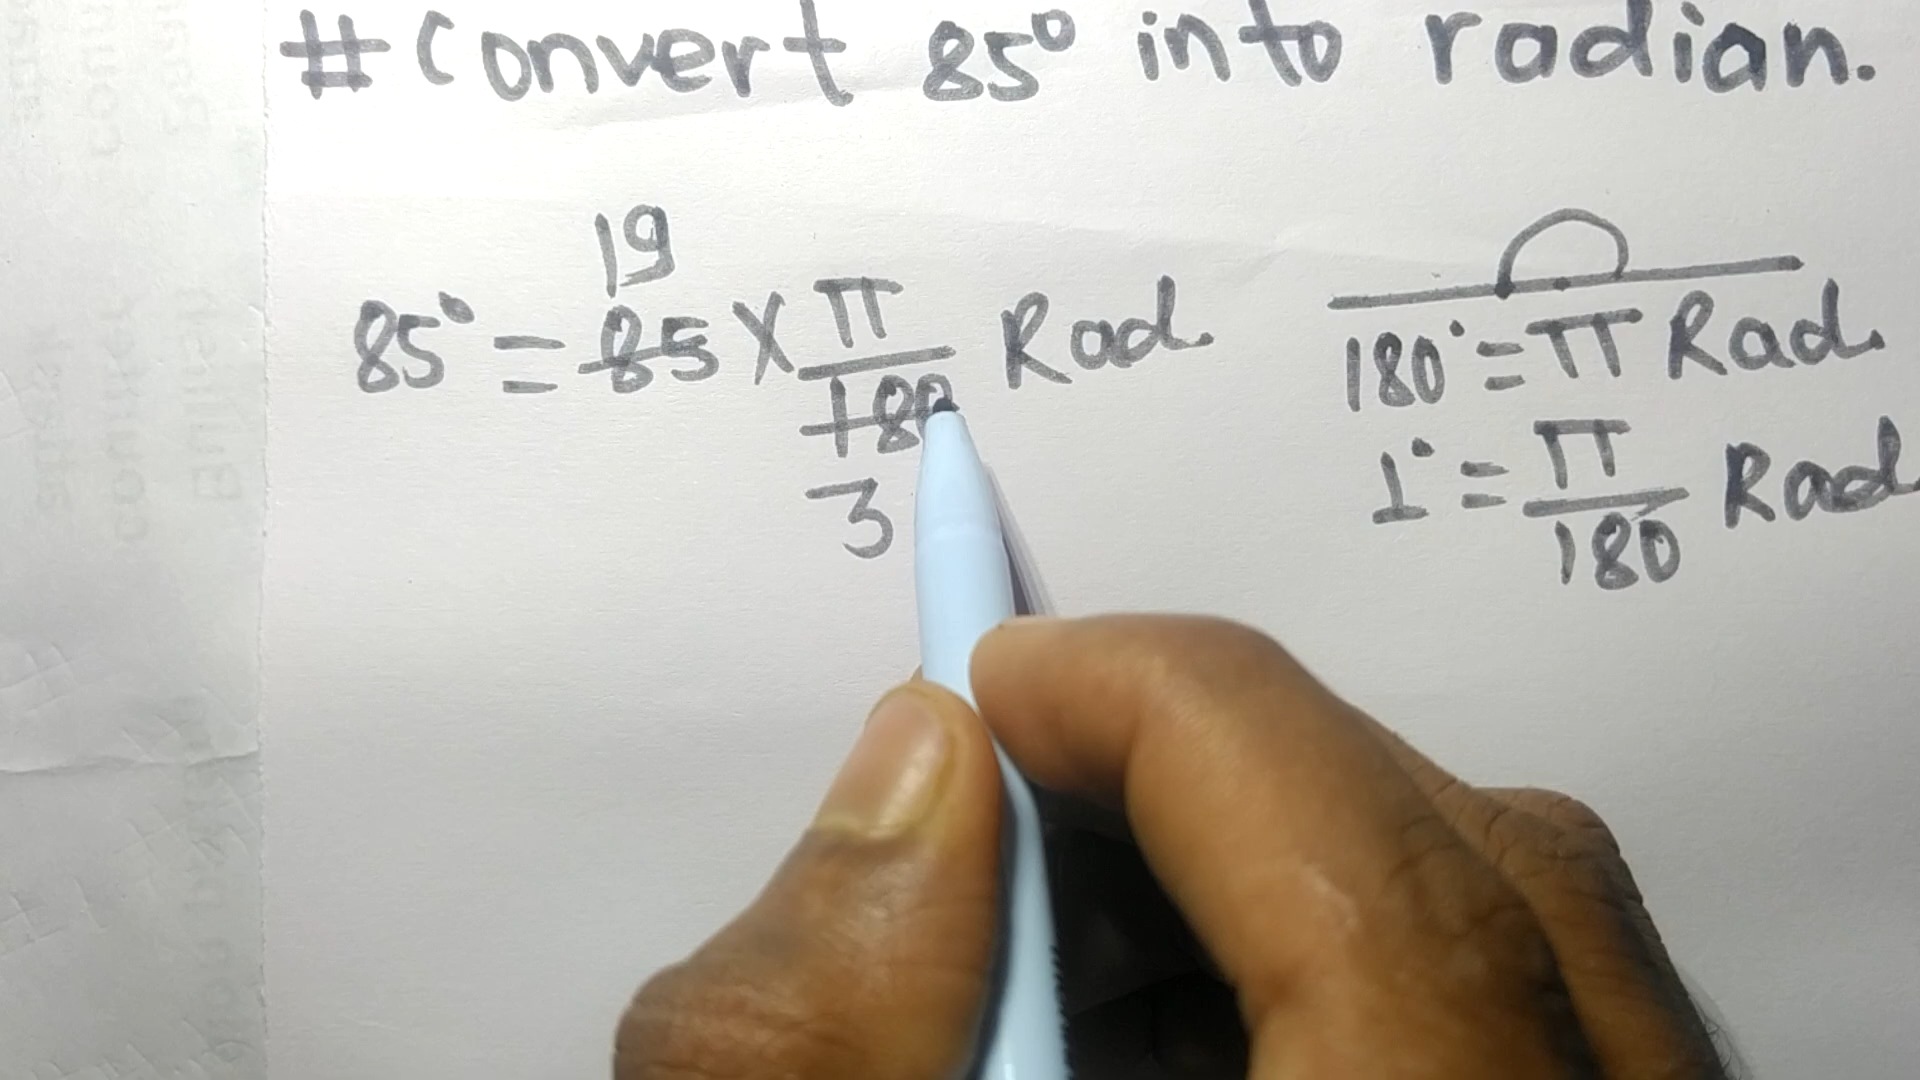 # Convert 85° into radian.
19
85° = 85 X π/180 Rad.
3
180° = π Rad.
1° = π/180 Rad